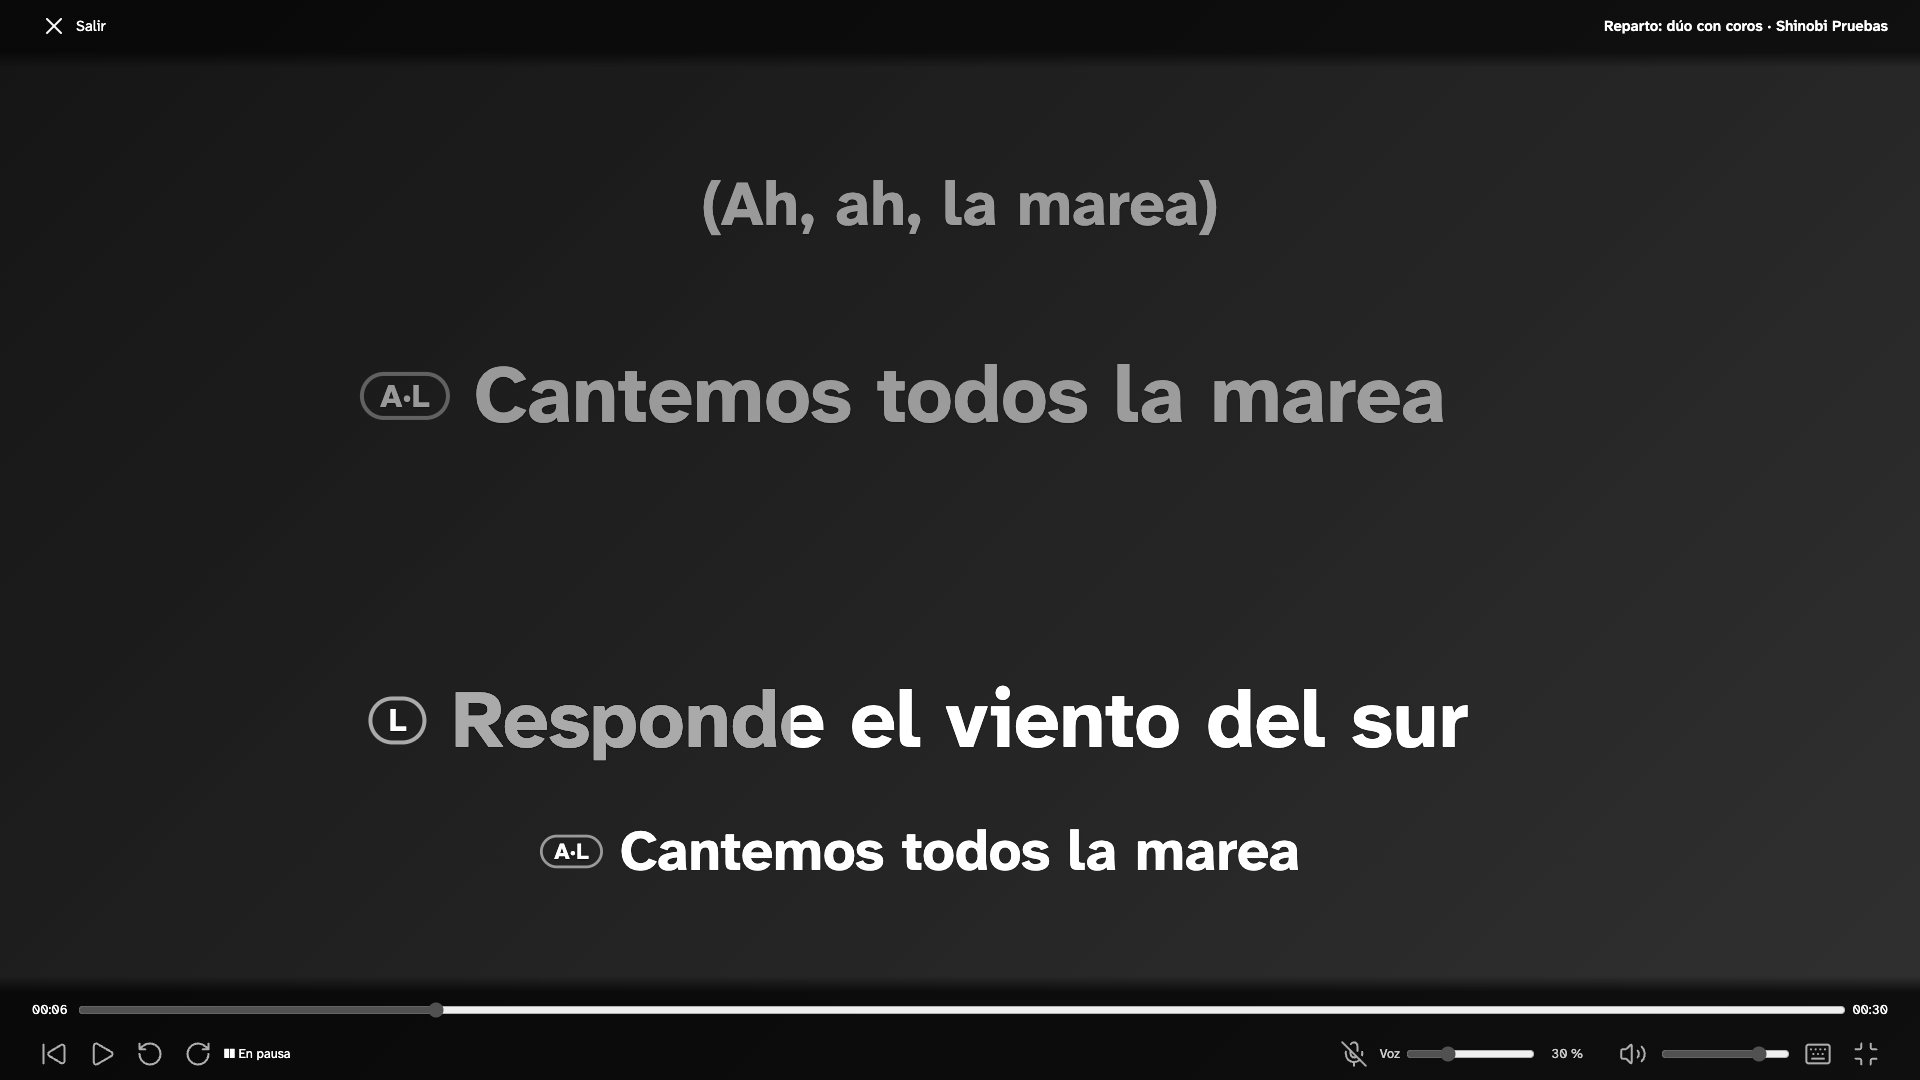 Salir
Reparto: dúo con coros · Shinobi Pruebas
(Ah, ah, la marea)
A·L Cantemos todos la marea
L Responde el viento del sur
A·L Cantemos todos la marea
00:06
00:30
En pausa
Voz
30 %